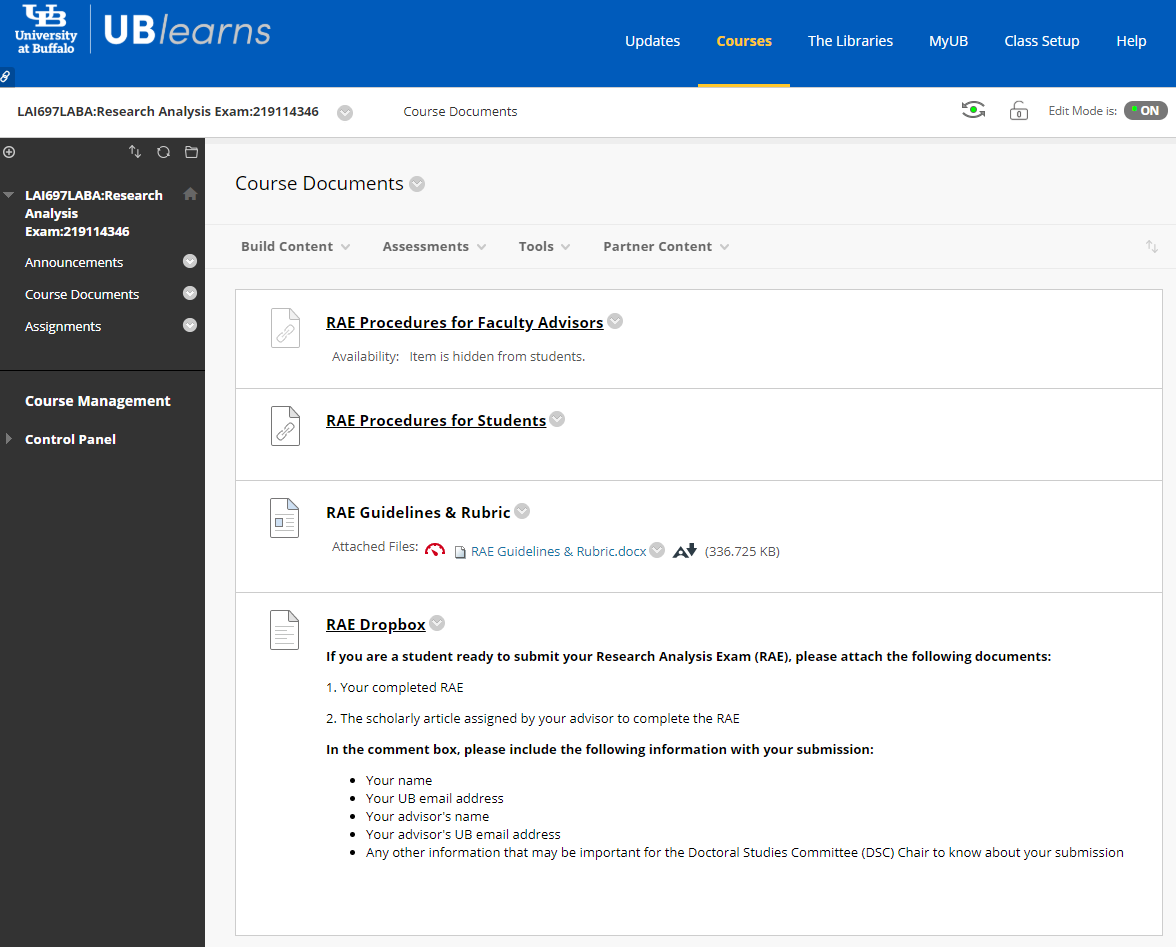 UB
University
at Buffalo
UBlearns
Updates
Courses
The Libraries
MyUB
Class Setup
Help
LAI697LABA:Research Analysis Exam:219114346
Course Documents
Edit Mode is:
ON
LAI697LABA:Research
Analysis
Exam:219114346
Announcements
Course Documents
Assignments
Course Management
Control Panel
Course Documents
Build Content
Assessments
Tools
Partner Content
RAE Procedures for Faculty Advisors
Availability: Item is hidden from students.
RAE Procedures for Students
RAE Guidelines & Rubric
Attached Files: RAE Guidelines & Rubric.docx (336.725 KB)
RAE Dropbox
If you are a student ready to submit your Research Analysis Exam (RAE), please attach the following documents:
1. Your completed RAE
2. The scholarly article assigned by your advisor to complete the RAE
In the comment box, please include the following information with your submission:
• Your name
• Your UB email address
• Your advisor's name
• Your advisor's UB email address
• Any other information that may be important for the Doctoral Studies Committee (DSC) Chair to know about your submission